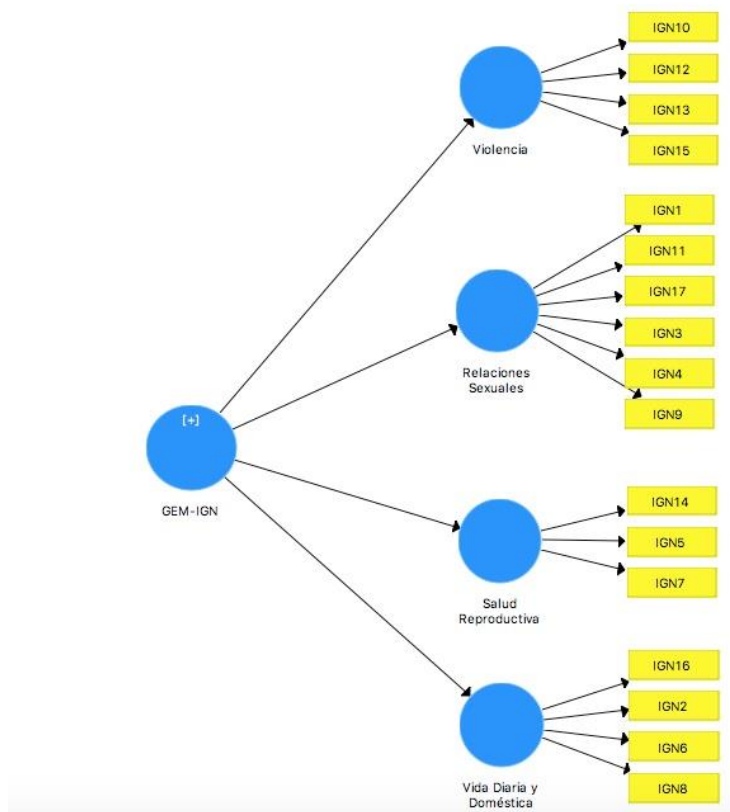 IGN10
IGN12
IGN13
IGN15
Violencia
IGN1
IGN11
IGN17
IGN3
IGN4
IGN9
Relaciones
Sexuales
[+]
GEM-IGN
IGN14
IGN5
IGN7
Salud
Reproductiva
IGN16
IGN2
IGN6
IGN8
Vida Diaria y
Doméstica